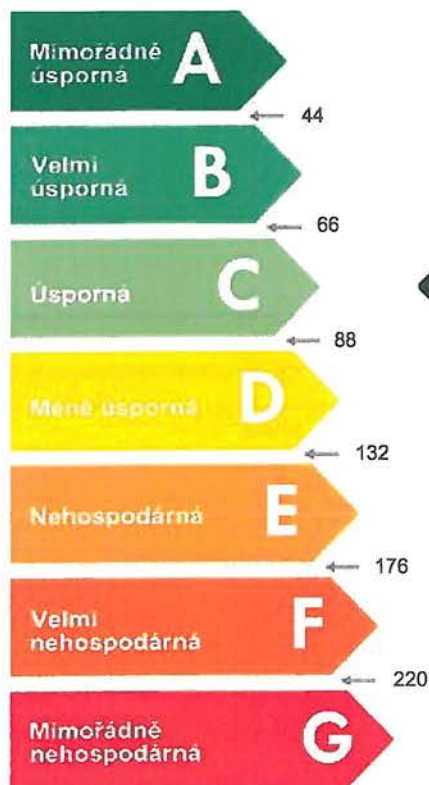 Mimořádně
úsporná
A
44
Velmi
úsporná
B
66
Úsporná
C
88
Méně úsporná
D
132
Nehospodárná
E
176
Velmi
nehospodárná
F
220
Mimořádně
nehospodárná
G